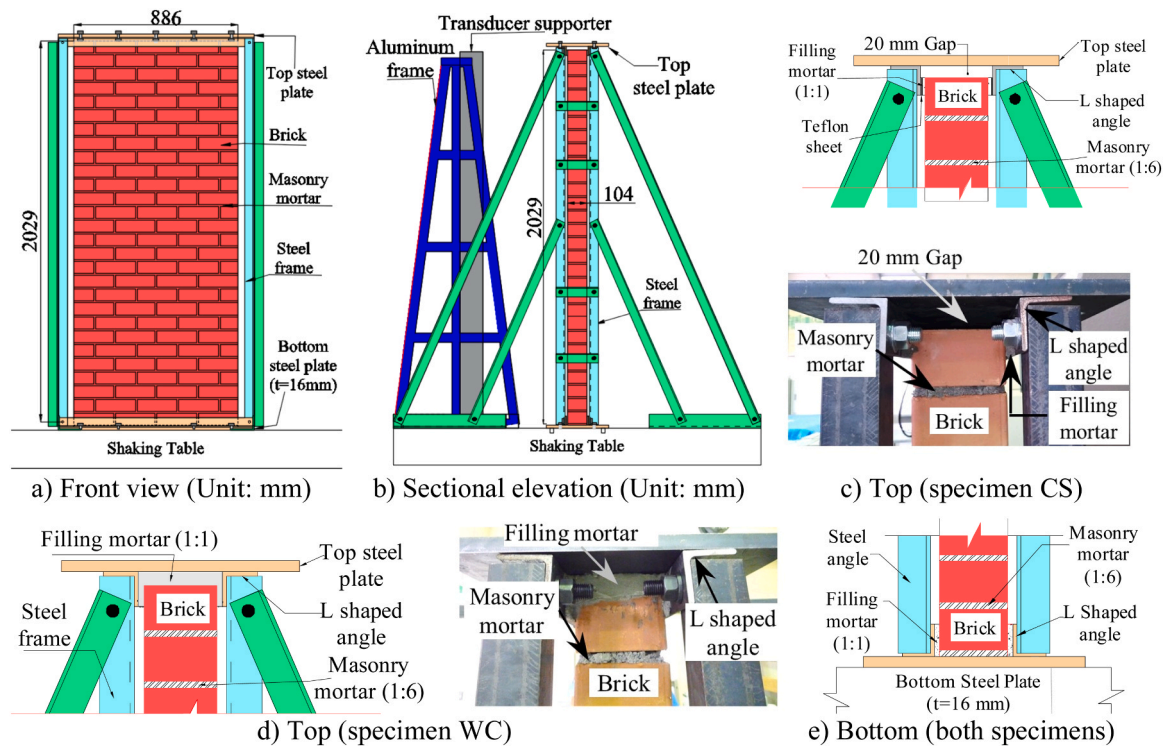 886
Top steel
plate
Brick
Masonry
mortar
2029
Steel
frame
Bottom
steel plate
(t=16mm)
Shaking Table
a) Front view (Unit: mm)
Transducer supporter
Aluminum
frame
Top
steel plate
2029
104
Steel
frame
Shaking Table
b) Sectional elevation (Unit: mm)
Filling
mortar
(1:1)
20 mm Gap
Top steel
plate
Brick
Teflon
sheet
L shaped
angle
Masonry
mortar (1:6)
20 mm Gap
Masonry
mortar
L shaped
angle
Brick
Filling
mortar
c) Top (specimen CS)
Filling mortar (1:1)
Top steel
plate
Brick
Steel
frame
L shaped
angle
Masonry
mortar (1:6)
Filling mortar
Masonry
mortar
L shaped
angle
Brick
d) Top (specimen WC)
Steel
angle
Masonry
mortar
(1:6)
Filling
mortar
(1:1)
Brick
L Shaped
angle
Bottom Steel Plate
(t=16 mm)
e) Bottom (both specimens)